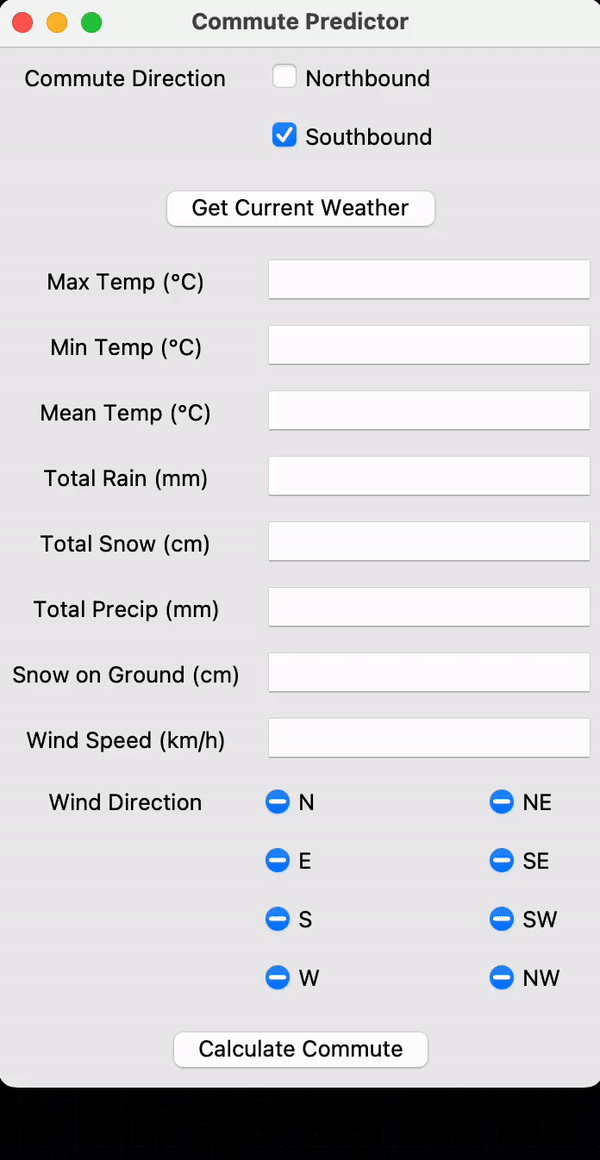 Commute Predictor
Commute Direction Northbound
Southbound
Get Current Weather
Max Temp (°C)
Min Temp (°C)
Mean Temp (°C)
Total Rain (mm)
Total Snow (cm)
Total Precip (mm)
Snow on Ground (cm)
Wind Speed (km/h)
Wind Direction N NE
E SE
S SW
W NW
Calculate Commute